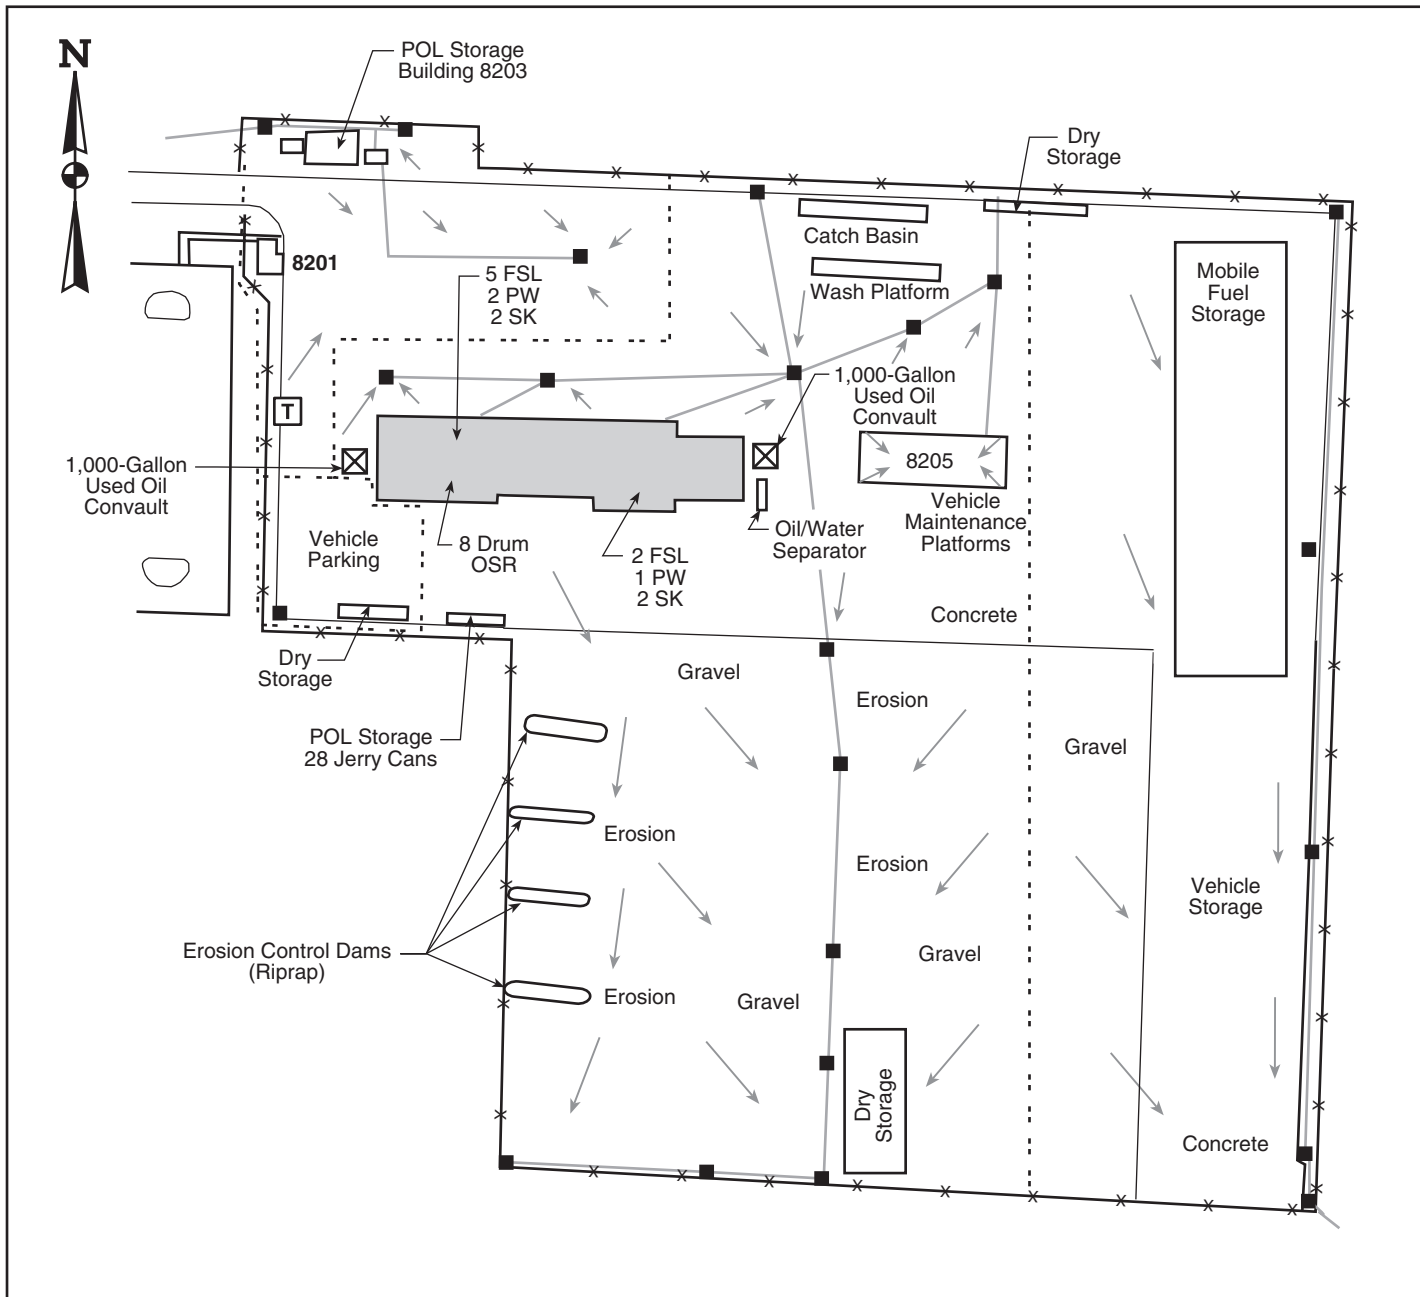 N
POL Storage
Building 8203
Dry
Storage
8201
5 FSL
2 PW
2 SK
Catch Basin
Wash Platform
Mobile
Fuel
Storage
1,000-Gallon
Used Oil
Convault
T
1,000-Gallon
Used Oil
Convault
8205
Vehicle
Maintenance
Platforms
Oil/Water
Separator
Vehicle
Parking
8 Drum
OSR
2 FSL
1 PW
2 SK
Concrete
Dry
Storage
Gravel
Erosion
POL Storage
28 Jerry Cans
Gravel
Erosion
Erosion
Vehicle
Storage
Erosion Control Dams
(Riprap)
Gravel
Erosion
Gravel
Dry
Storage
Concrete